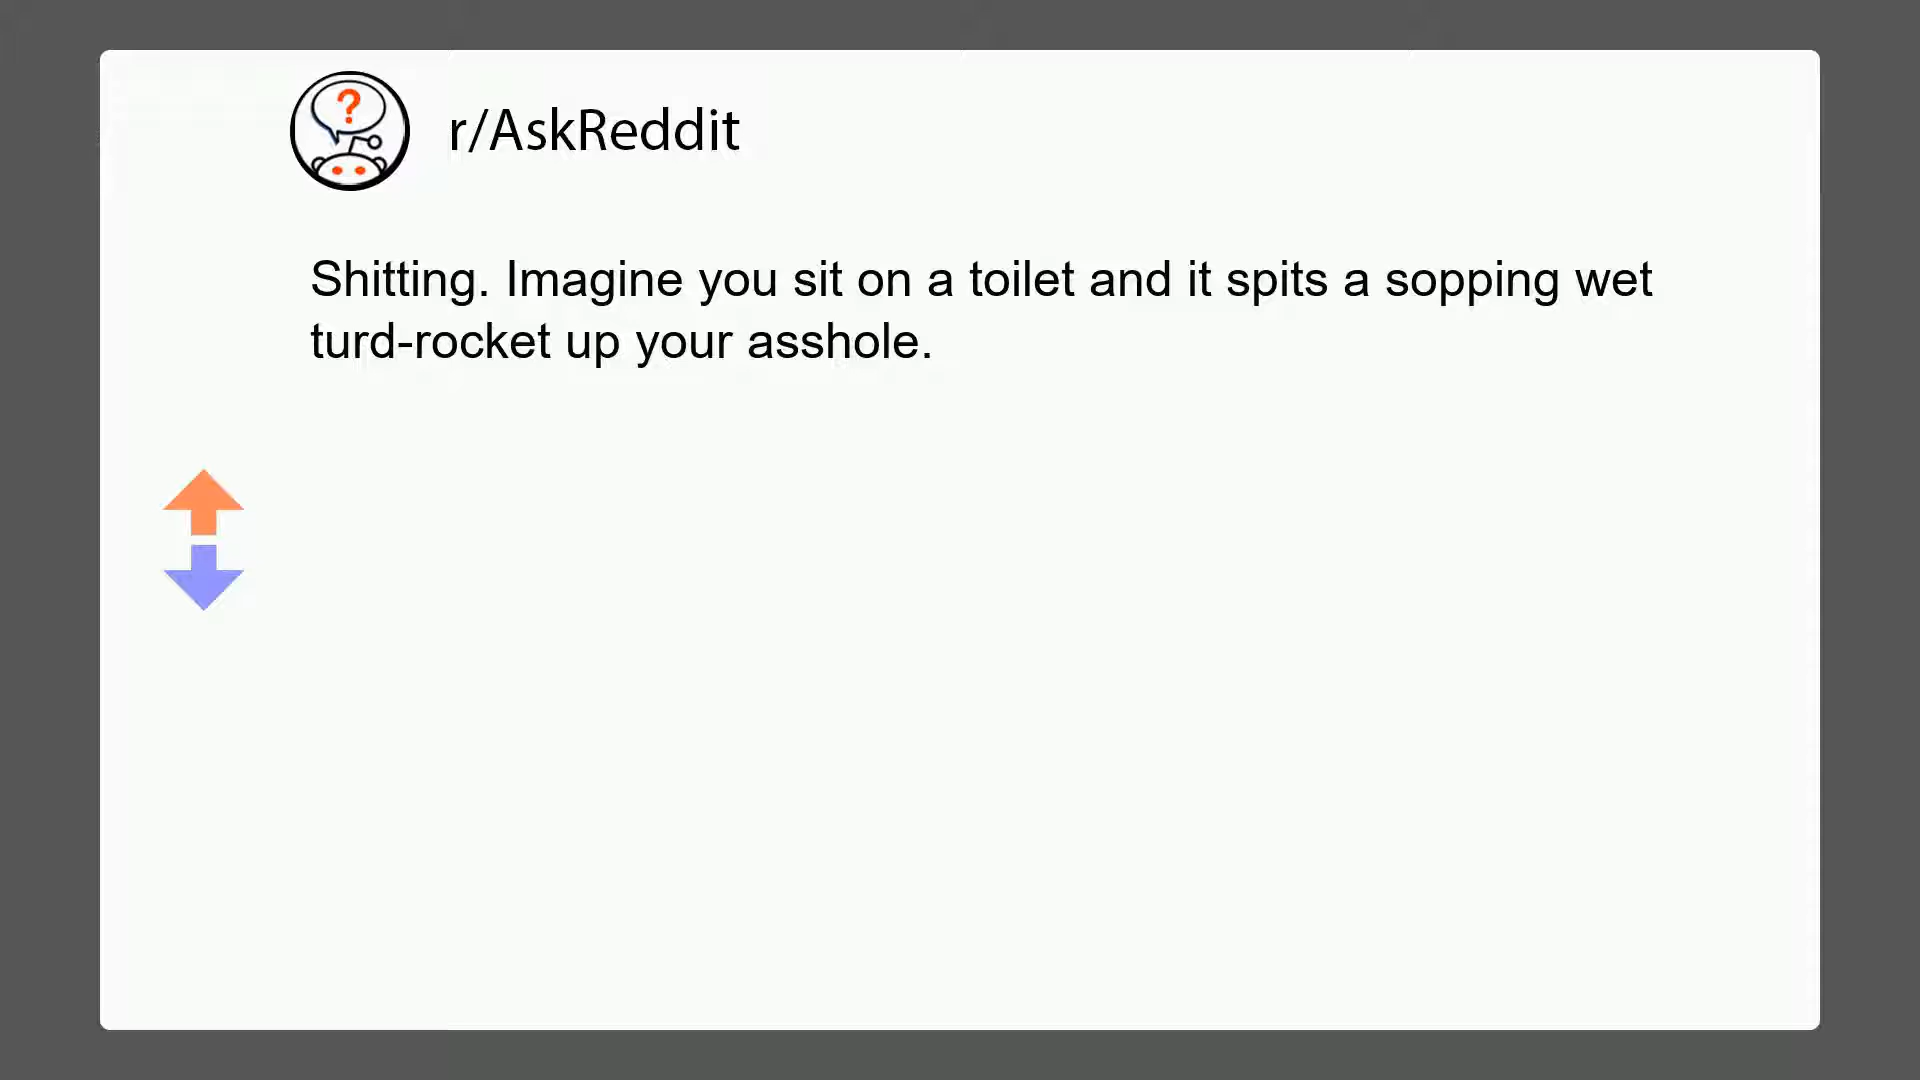 r/AskReddit
Shitting. Imagine you sit on a toilet and it spits a sopping wet
turd-rocket up your asshole.